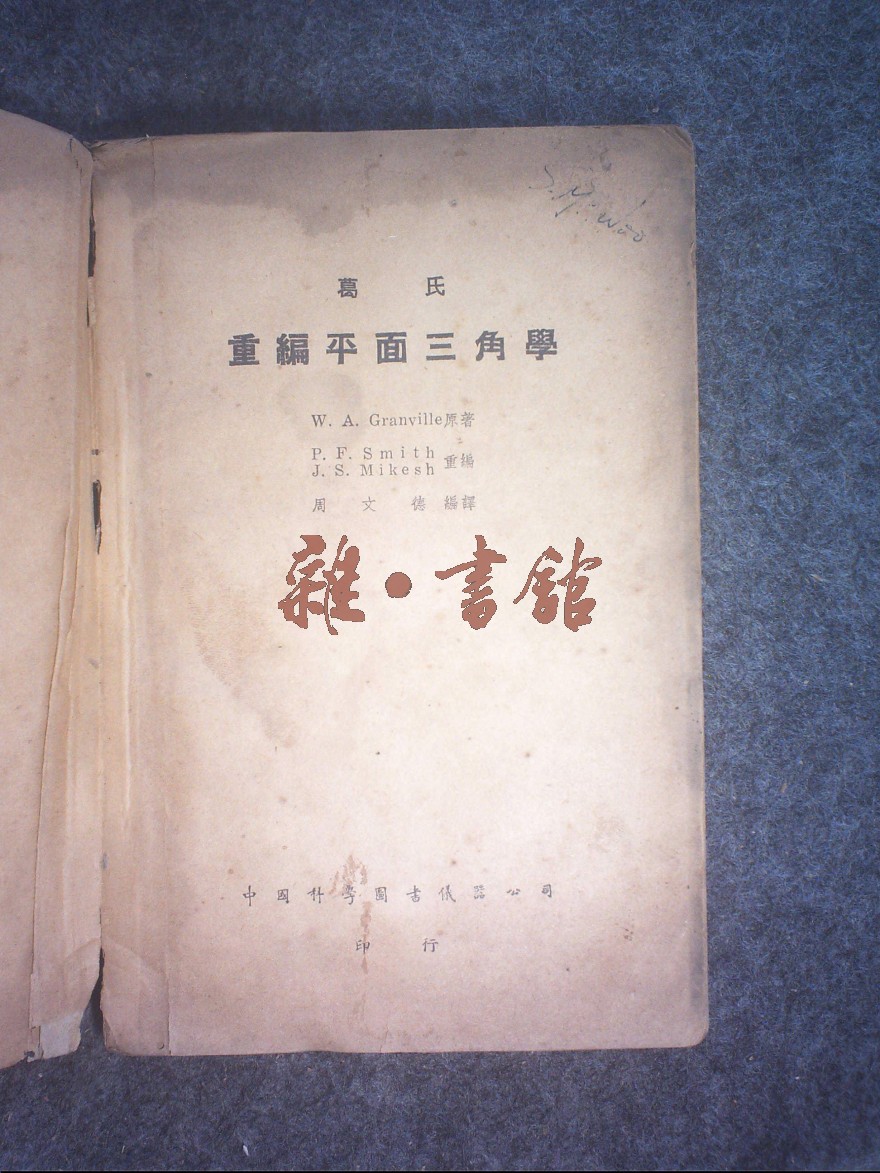 S. Y. Woo
葛氏
重編平面三角學
W. A. Granville原著
P. F. Smith
J. S. Mikesh 重編
周文德 編譯
雜•書館
中國科學圖書儀器公司
印行